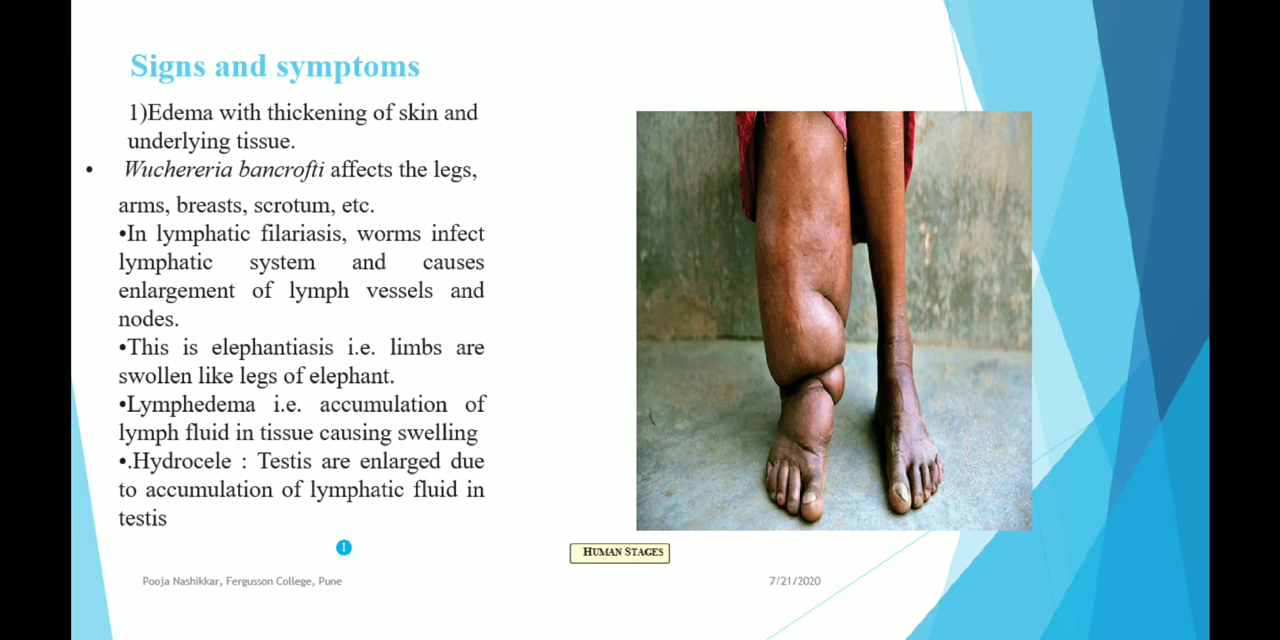 Signs and symptoms
1)Edema with thickening of skin and
underlying tissue.
• Wuchereria bancrofti affects the legs,
arms, breasts, scrotum, etc.
•In lymphatic filariasis, worms infect
lymphatic system and causes
enlargement of lymph vessels and
nodes.
•This is elephantiasis i.e. limbs are
swollen like legs of elephant.
•Lymphedema i.e. accumulation of
lymph fluid in tissue causing swelling
•.Hydrocele : Testis are enlarged due
to accumulation of lymphatic fluid in
testis
1
HUMAN STAGES
Pooja Nashikkar, Fergusson College, Pune
7/21/2020